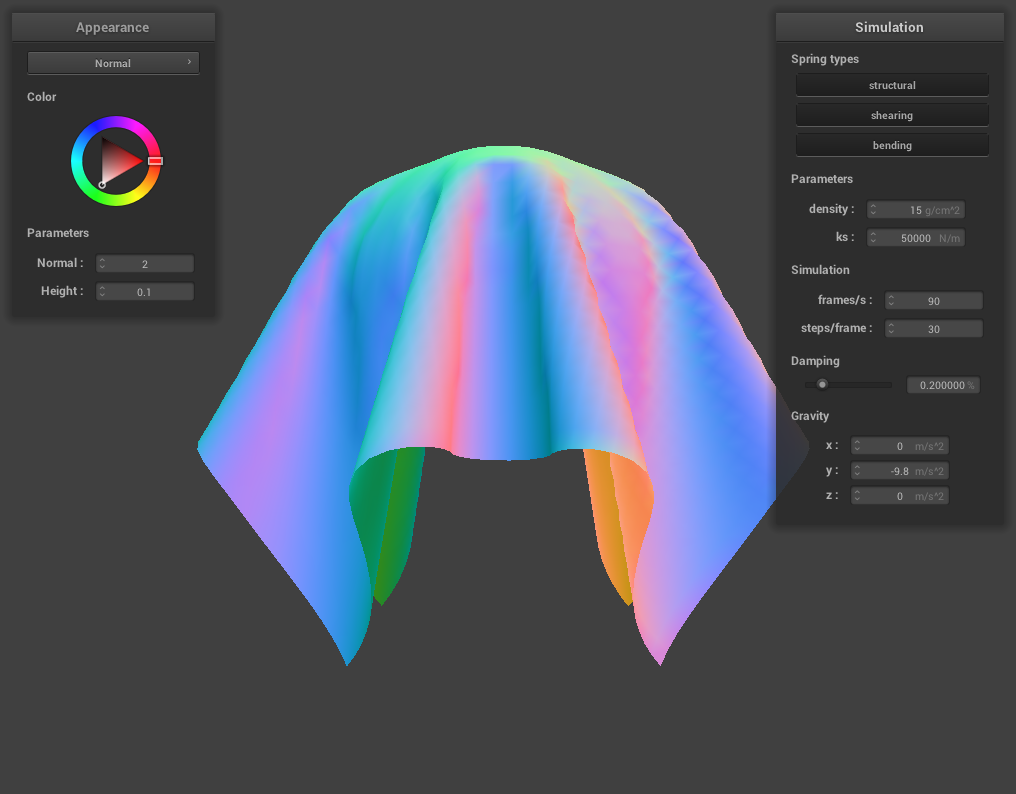 Appearance
Normal ›
Color
Parameters
Normal : 2
Height : 0.1
Simulation
Spring types
structural
shearing
bending
Parameters
density : 15 g/cm^2
ks : 50000 N/m
Simulation
frames/s : 90
steps/frame : 30
Damping
0.200000 %
Gravity
x : 0 m/s^2
y : -9.8 m/s^2
z : 0 m/s^2